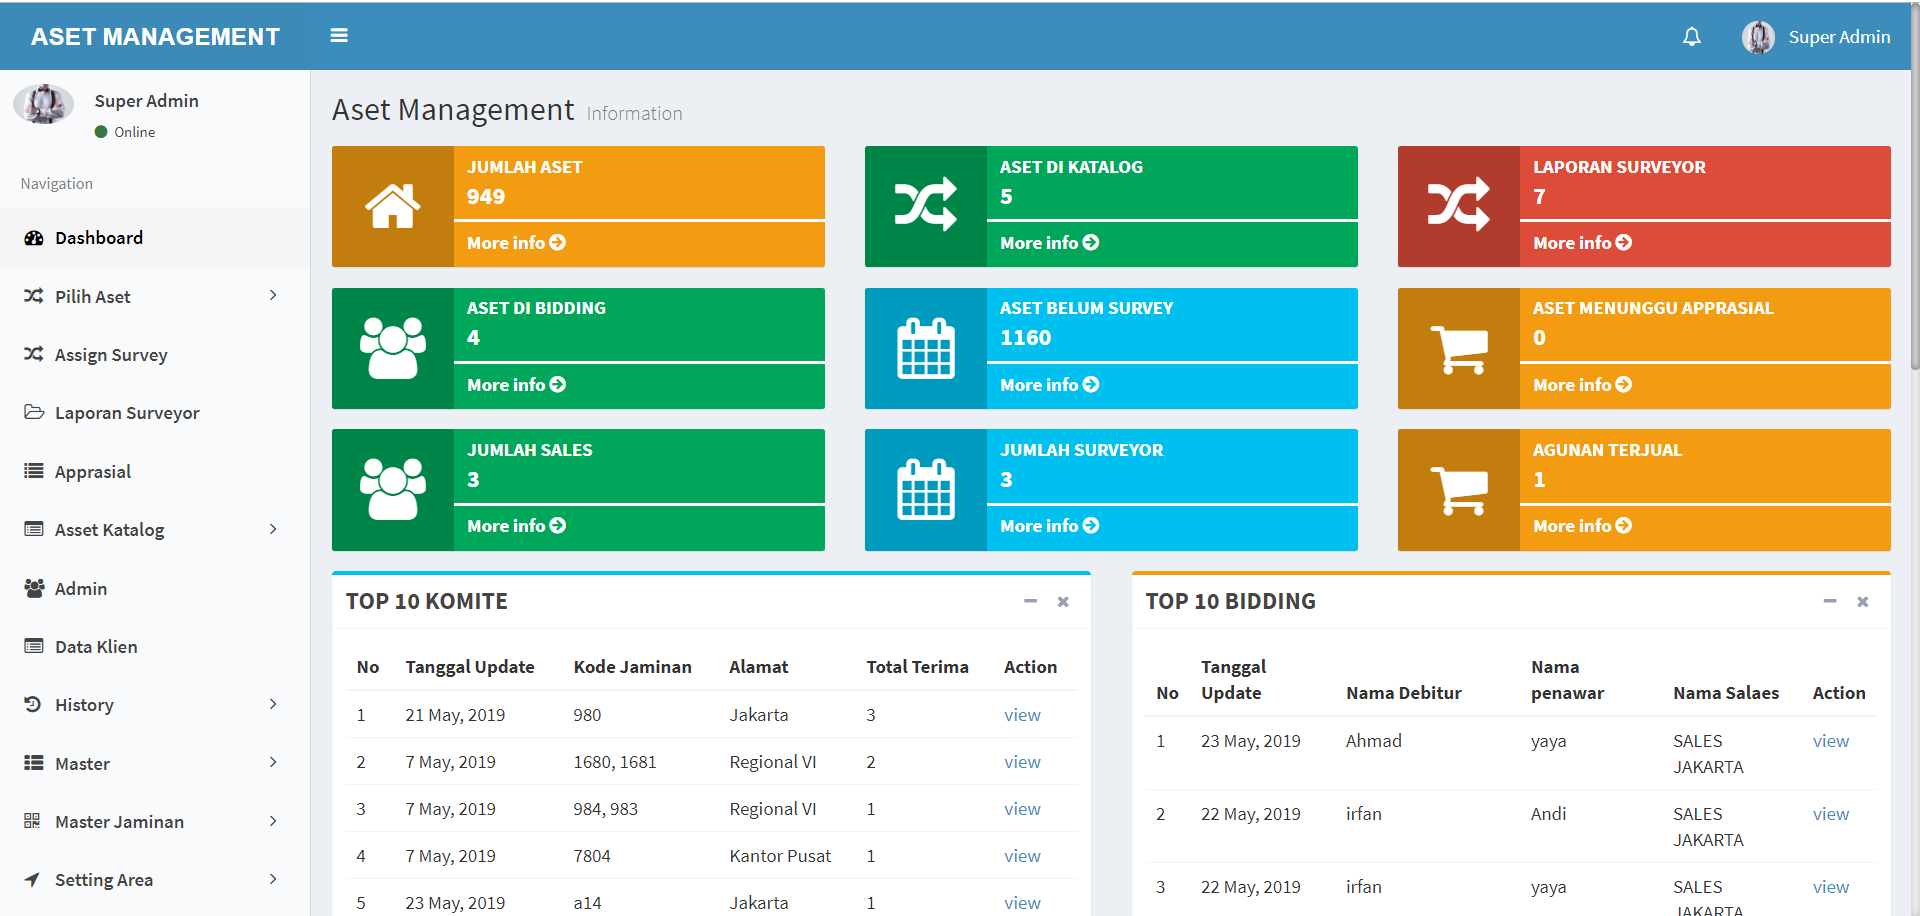 ASET MANAGEMENT
Super Admin
Super Admin
Online
Navigation
Dashboard
Pilih Aset
Assign Survey
Laporan Surveyor
Apprasial
Asset Katalog
Admin
Data Klien
History
Master
Master Jaminan
Setting Area
Aset Management Information
JUMLAH ASET
949
More info
ASET DI KATALOG
5
More info
LAPORAN SURVEYOR
7
More info
ASET DI BIDDING
4
More info
ASET BELUM SURVEY
1160
More info
ASET MENUNGGU APPRASIAL
0
More info
JUMLAH SALES
3
More info
JUMLAH SURVEYOR
3
More info
AGUNAN TERJUAL
1
More info
TOP 10 KOMITE
No Tanggal Update Kode Jaminan Alamat Total Terima Action
1 21 May, 2019 980 Jakarta 3 view
2 7 May, 2019 1680, 1681 Regional VI 2 view
3 7 May, 2019 984, 983 Regional VI 1 view
4 7 May, 2019 7804 Kantor Pusat 1 view
5 23 May, 2019 a14 Jakarta 1 view
TOP 10 BIDDING
Tanggal Nama
No Update Nama Debitur penawar Nama Salaes Action
1 23 May, 2019 Ahmad yaya SALES view
JAKARTA
2 22 May, 2019 irfan Andi SALES view
JAKARTA
3 22 May, 2019 irfan yaya SALES view
JAKARTA